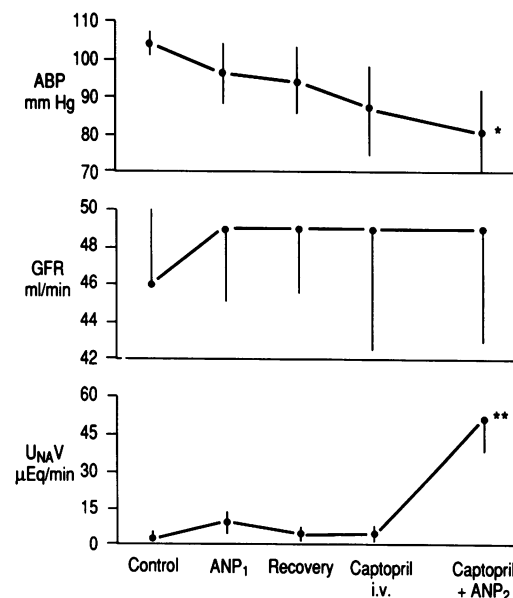 110
100
ABP
mm Hg
90
80
*
70
50
48
GFR
ml/min
46
44
42
60
45
UNAV
μEq/min
30
**
15
0
Control ANP1 Recovery Captopril Captopril
i.v. + ANP2